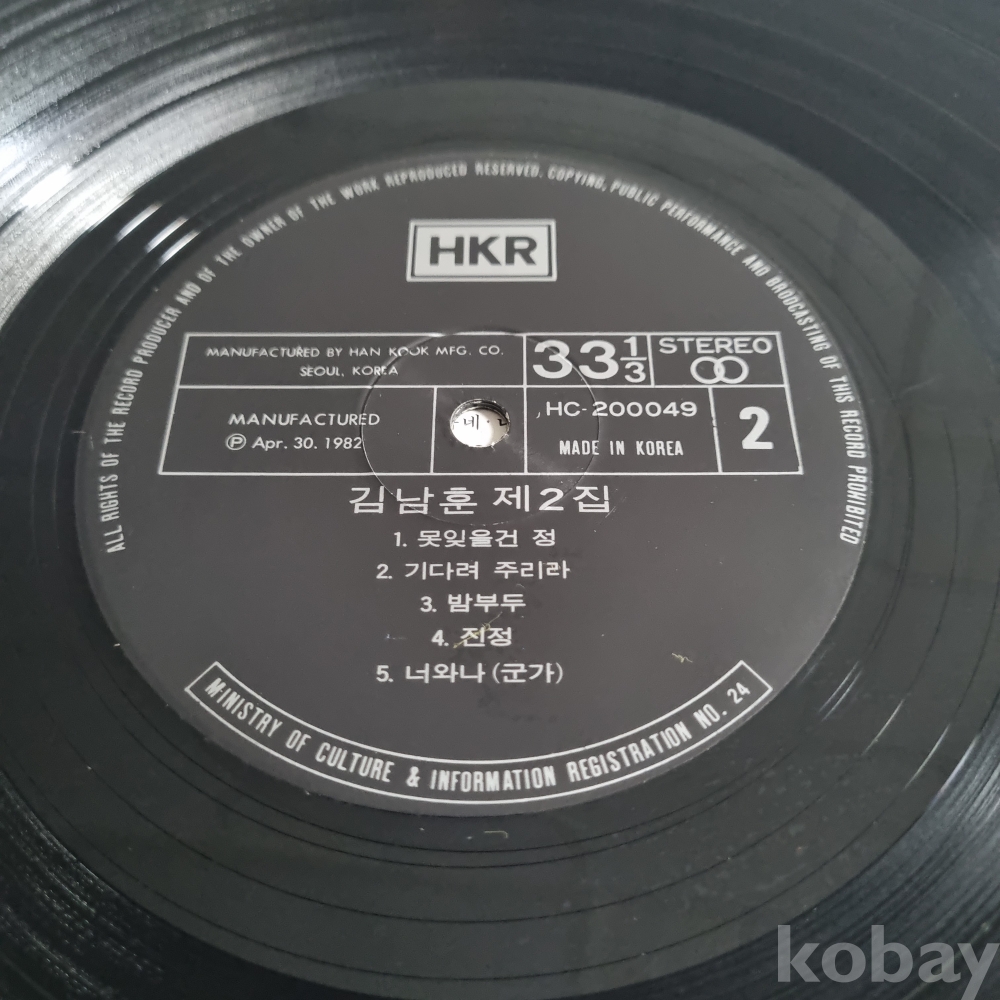 ALL RIGHTS OF THE RECORD PRODUCER AND OF THE OWNER OF THE WORK REPRODUCED RESERVED. COPYING, PUBLIC PERFORMANCE AND BRODCASTING OF THIS RECORD PROHIBITED
HKR
MANUFACTURED BY HAN KOOK MFG. CO.
SEOUL, KOREA
33 1/3
STEREO
MANUFACTURED
Ⓟ Apr. 30. 1982
HC-200049
MADE IN KOREA
2
김남훈 제2집
1. 못잊을건 정
2. 기다려 주리라
3. 밤부두
4. 진정
5. 너와나 (군가)
MINISTRY OF CULTURE & INFORMATION REGISTRATION NO. 24
kobay